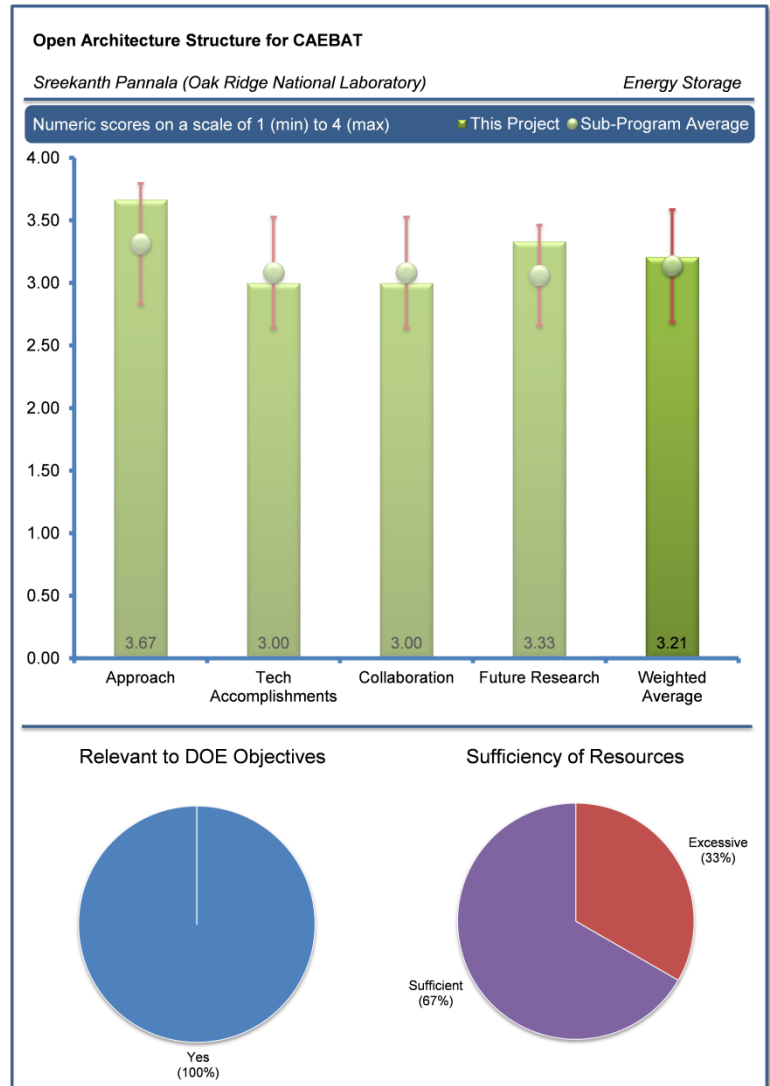 Open Architecture Structure for CAEBAT
Sreekanth Pannala (Oak Ridge National Laboratory) Energy Storage
Numeric scores on a scale of 1 (min) to 4 (max) This Project Sub-Program Average
4.00
3.50
3.00
2.50
2.00
1.50
1.00
0.50
0.00
3.67 3.00 3.00 3.33 3.21
Approach Tech Accomplishments Collaboration Future Research Weighted Average
Relevant to DOE Objectives
Yes
(100%)
Sufficiency of Resources
Excessive
(33%)
Sufficient
(67%)